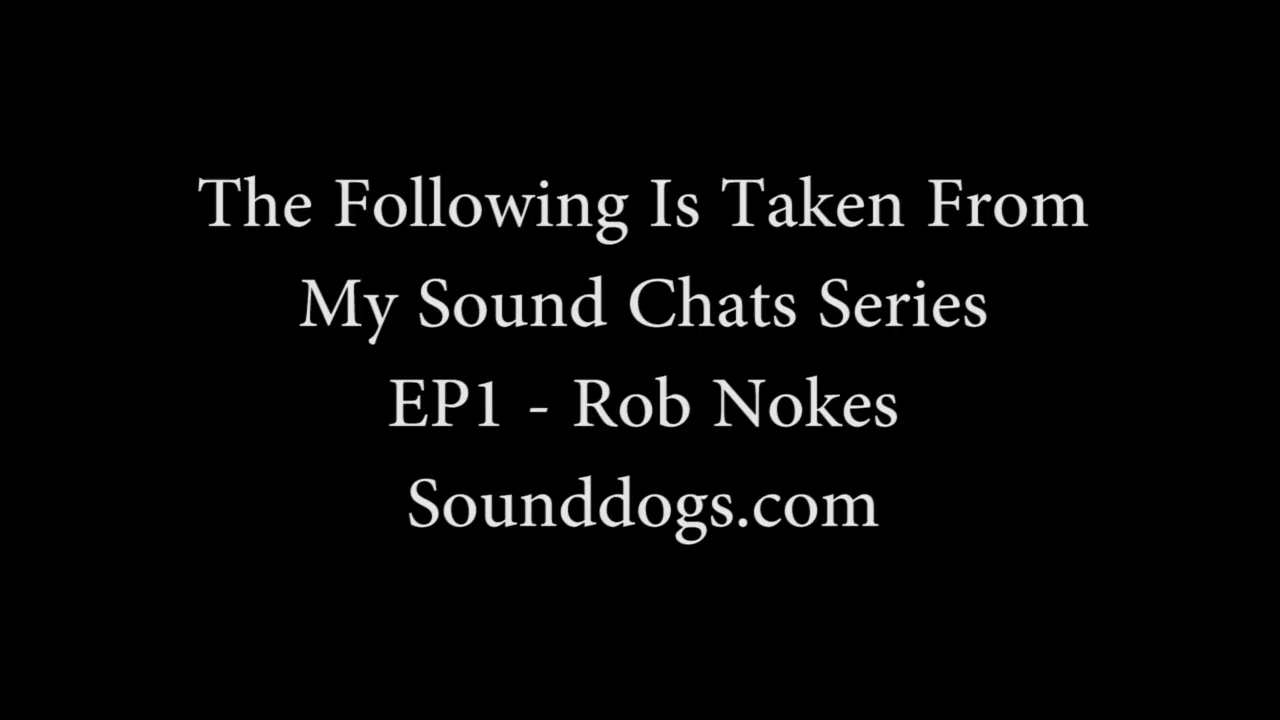 The Following Is Taken From
My Sound Chats Series
EP1 - Rob Nokes
Sounddogs.com